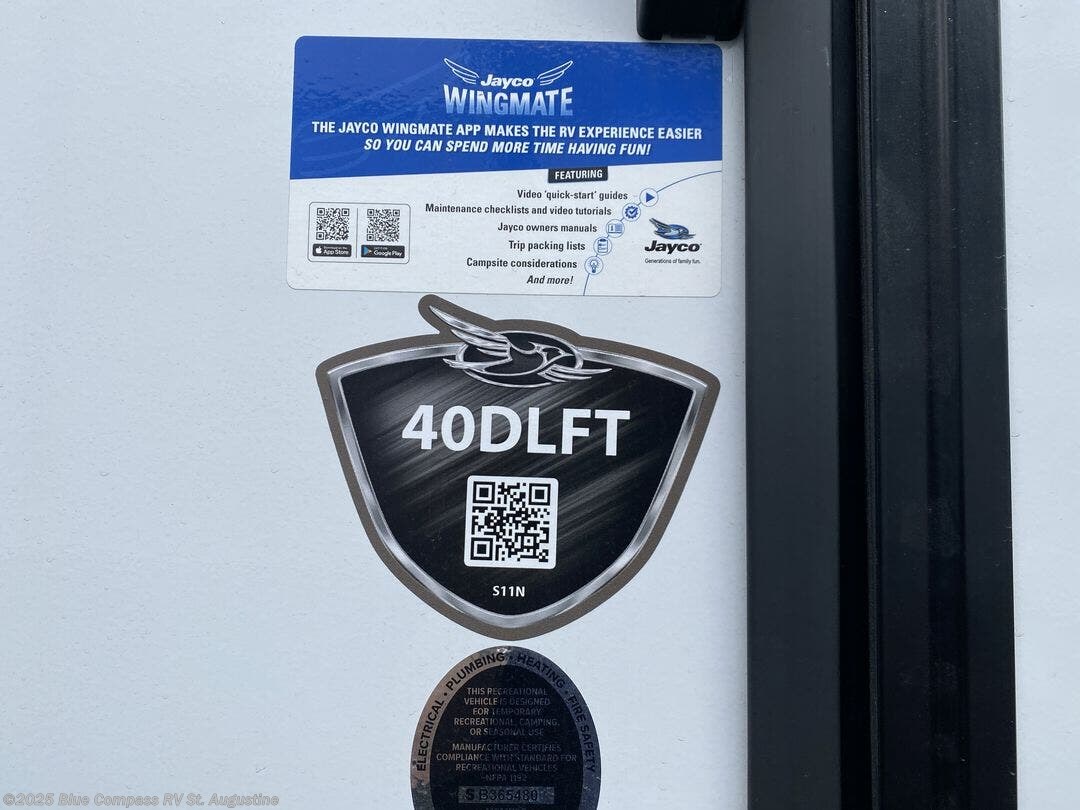 Jayco
WINGMATE
THE JAYCO WINGMATE APP MAKES THE RV EXPERIENCE EASIER
SO YOU CAN SPEND MORE TIME HAVING FUN!
FEATURING
Video 'quick-start' guides
Maintenance checklists and video tutorials
Jayco owners manuals
Trip packing lists
Campsite considerations
And more!
App Store
Google Play
Jayco
Generations of family fun.
40DLFT
S11N
ELECTRICAL • PLUMBING • HEATING • FIRE SAFETY
THIS RECREATIONAL
VEHICLE IS DESIGNED
FOR TEMPORARY
RECREATIONAL, CAMPING,
OR SEASONAL USE
MANUFACTURER CERTIFIES
COMPLIANCE WITH STANDARD FOR
RECREATIONAL VEHICLES
-NFPA 1192
S B365480
©2025 Blue Compass RV St. Augustine